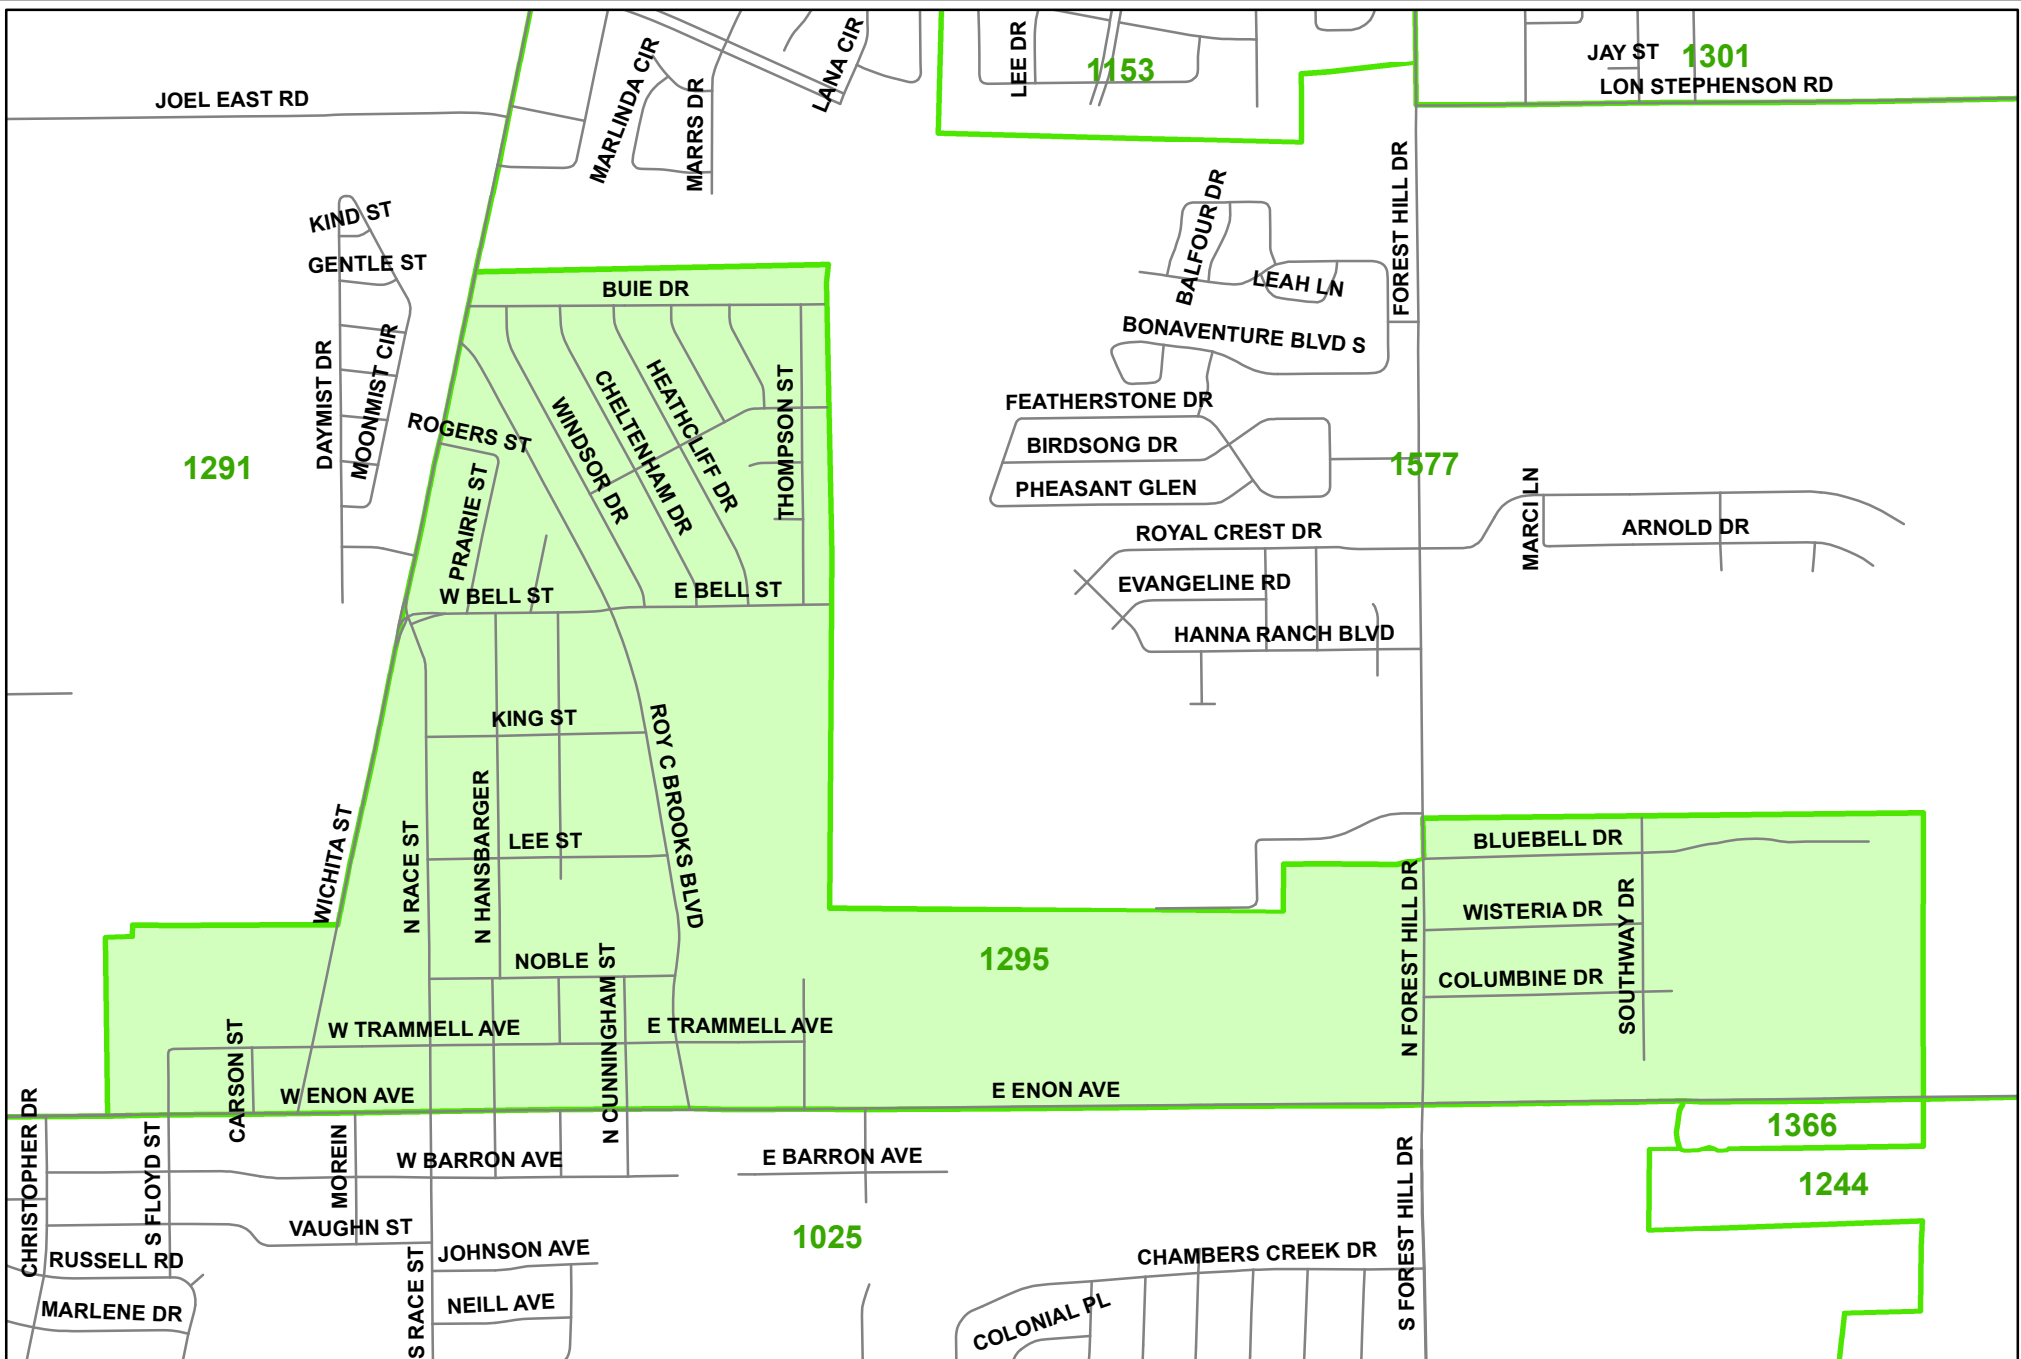 JOEL EAST RD
MARLINDA CIR
MARRS DR
LANA CIR
LEE DR
1153
JAY ST
1301
LON STEPHENSON RD
KIND ST
GENTLE ST
DAYMIST DR
MOONMIST CIR
1291
BUIE DR
ROGERS ST
PRAIRIE ST
WINDSOR DR
CHELTENHAM DR
HEATHCLIFF DR
THOMPSON ST
W BELL ST
E BELL ST
BALFOUR DR
LEAH LN
FOREST HILL DR
BONAVENTURE BLVD S
FEATHERSTONE DR
BIRDSONG DR
PHEASANT GLEN
1577
ROYAL CREST DR
MARCI LN
ARNOLD DR
EVANGELINE RD
HANNA RANCH BLVD
KING ST
ROY C BROOKS BLVD
WICHITA ST
N RACE ST
N HANSBARGER
LEE ST
NOBLE
N CUNNINGHAM ST
1295
BLUEBELL DR
WISTERIA DR
COLUMBINE DR
SOUTHWAY DR
N FOREST HILL DR
CARSON ST
W TRAMMELL AVE
E TRAMMELL AVE
W ENON AVE
E ENON AVE
1366
1244
CHRISTOPHER DR
S FLOYD ST
MOREIN
W BARRON AVE
E BARRON AVE
VAUGHN ST
1025
RUSSELL RD
MARLENE DR
S RACE ST
JOHNSON AVE
NEILL AVE
CHAMBERS CREEK DR
COLONIAL PL
S FOREST HILL DR